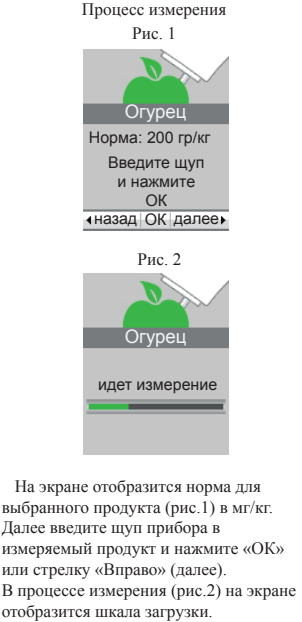 Процесс измерения
Рис. 1
Огурец
Норма: 200 гр/кг
Введите щуп
и нажмите
ОК
назад ОК далее
Рис. 2
Огурец
идет измерение
На экране отобразится норма для
выбранного продукта (рис.1) в мг/кг.
Далее введите щуп прибора в
измеряемый продукт и нажмите «ОК»
или стрелку «Вправо» (далее).
В процессе измерения (рис.2) на экране
отобразится шкала загрузки.